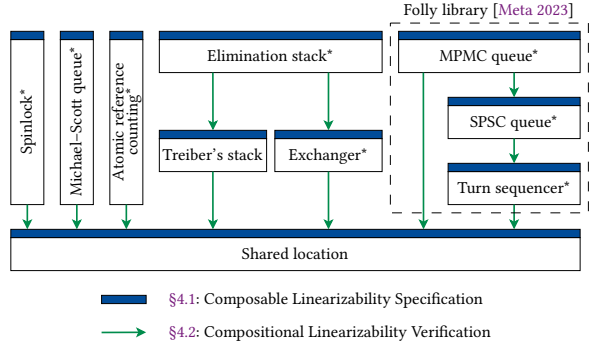 Folly library [Meta 2023]
Spinlock*
Michael–Scott queue*
Atomic reference
counting*
Elimination stack*
MPMC queue*
SPSC queue*
Treiber's stack
Exchanger*
Turn sequencer*
Shared location
§4.1: Composable Linearizability Specification
§4.2: Compositional Linearizability Verification